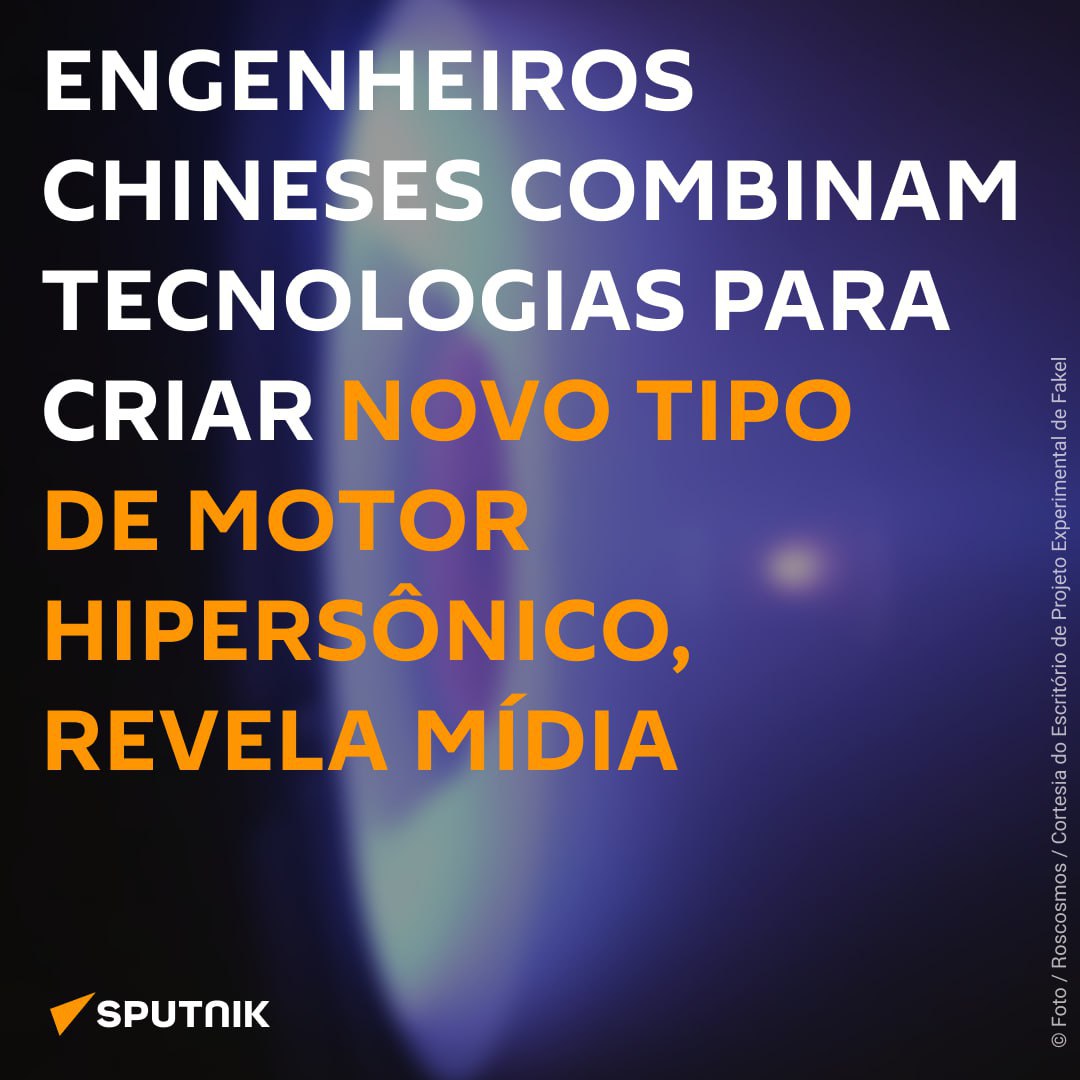 ENGENHEIROS
CHINESES COMBINAM
TECNOLOGIAS PARA
CRIAR NOVO TIPO
DE MOTOR
HIPERSÔNICO,
REVELA MÍDIA
SPUTNIK
© Foto / Roscosmos / Cortesia do Escritório de Projeto Experimental de Fakel